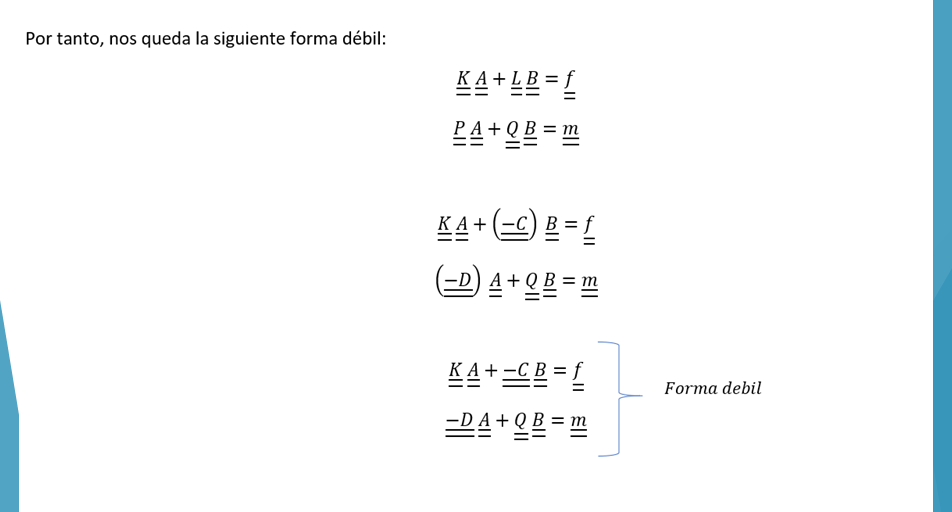 Por tanto, nos queda la siguiente forma débil:
K A + L B = f
P A + Q B = m
K A + (−C) B = f
(−D) A + Q B = m
K A + −C B = f
Forma debil
−D A + Q B = m